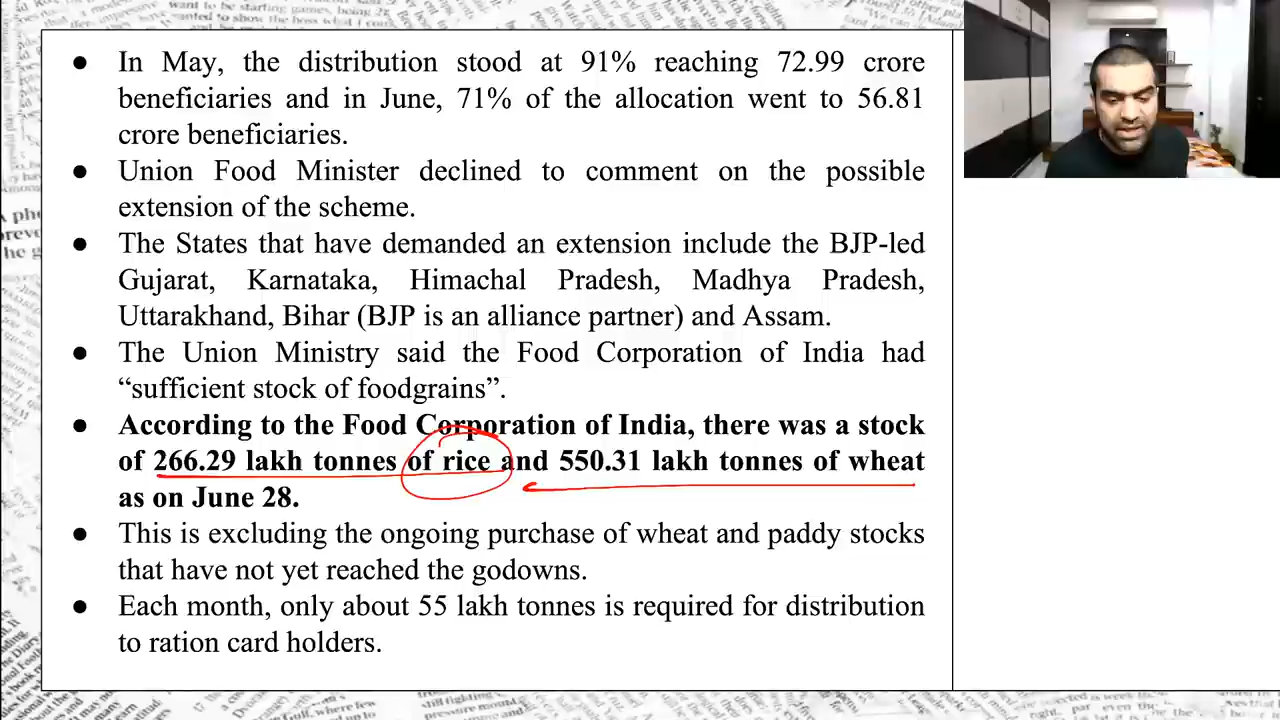 ● In May, the distribution stood at 91% reaching 72.99 crore
beneficiaries and in June, 71% of the allocation went to 56.81
crore beneficiaries.
● Union Food Minister declined to comment on the possible
extension of the scheme.
● The States that have demanded an extension include the BJP-led
Gujarat, Karnataka, Himachal Pradesh, Madhya Pradesh,
Uttarakhand, Bihar (BJP is an alliance partner) and Assam.
● The Union Ministry said the Food Corporation of India had
“sufficient stock of foodgrains”.
● According to the Food Corporation of India, there was a stock
of 266.29 lakh tonnes of rice and 550.31 lakh tonnes of wheat
as on June 28.
● This is excluding the ongoing purchase of wheat and paddy stocks
that have not yet reached the godowns.
● Each month, only about 55 lakh tonnes is required for distribution
to ration card holders.